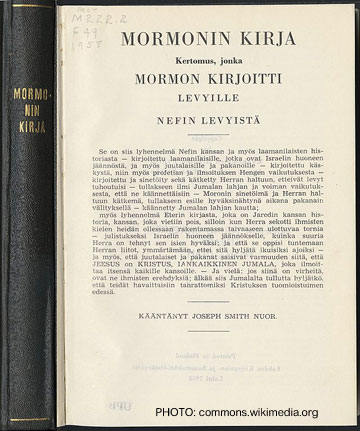 MORMO-
NIN
KIRJA
M222.2
F49
1958
MORMONIN KIRJA
Kertomus, jonka
MORMON KIRJOITTI
LEVYILLE
NEFIN LEVYISTÄ
Se on siis lyhennelmä Nefin kansan ja myös laamanilaisten his-
toriasta — kirjoitettu laamanilaisille, jotka ovat Israelin huoneen
jäännöstä, ja myös juutalaisille ja pakanoille — kirjoitettu käs-
kystä, niin myös profetian ja ilmoituksen Hengen vaikutuksesta —
kirjoitettu ja sinetöity sekä kätketty Herran haltuun, etteivät levyt
tuhoutuisi — tullakseen ilmi Jumalan lahjan ja voiman vaikutuk-
sesta, että ne käännettäisiin — Moronin sinetöimä ja Herran hal-
tuun kätkemä, tullakseen esille hyväksinähtynä aikana pakanain
välityksellä — käännetty Jumalan lahjan kautta;
myös lyhennelmä Eterin kirjasta, joka on Jaredin kansan his-
toria, kansan, joka vietiin pois, silloin kun Herra sekoitti ihmisten
kielen heidän ollessaan rakentamassa taivaaseen ulottuvaa tornia
— julistukseksi Israelin huoneen jäännökselle, kuinka suuria
Herra on tehnyt sen isien hyväksi; ja että se oppisi tuntemaan
Herran liitot, ymmärtämään, ettei sitä hyljätä ikuisiksi ajoiksi —
ja myös, että juutalaiset ja pakanat saisivat varmuuden siitä, että
JEESUS on KRISTUS, IANKAIKKINEN JUMALA, joka ilmoit-
taa itsensä kaikille kansoille. — Ja vielä: jos siinä on virheitä,
ovat ne ihmisten erehdyksiä; älkää siis Jumalalta tullutta hyljätkö,
että teidät havaittaisiin tahrattomiksi Kristuksen tuomioistuimen
edessä.
KÄÄNTÄNYT JOSEPH SMITH NUOR.
PHOTO: commons.wikimedia.org